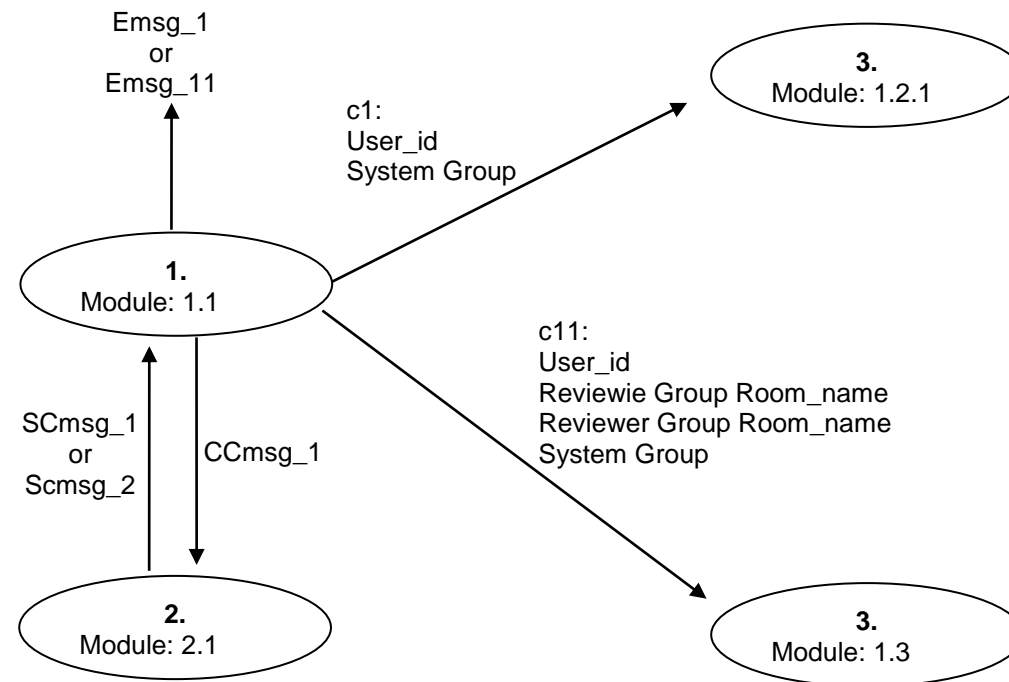 Emsg_1
or
Emsg_11
3.
Module: 1.2.1
c1:
User_id
System Group
1.
Module: 1.1
c11:
User_id
Reviewie Group Room_name
Reviewer Group Room_name
System Group
SCmsg_1
or
Scmsg_2
CCmsg_1
2.
Module: 2.1
3.
Module: 1.3